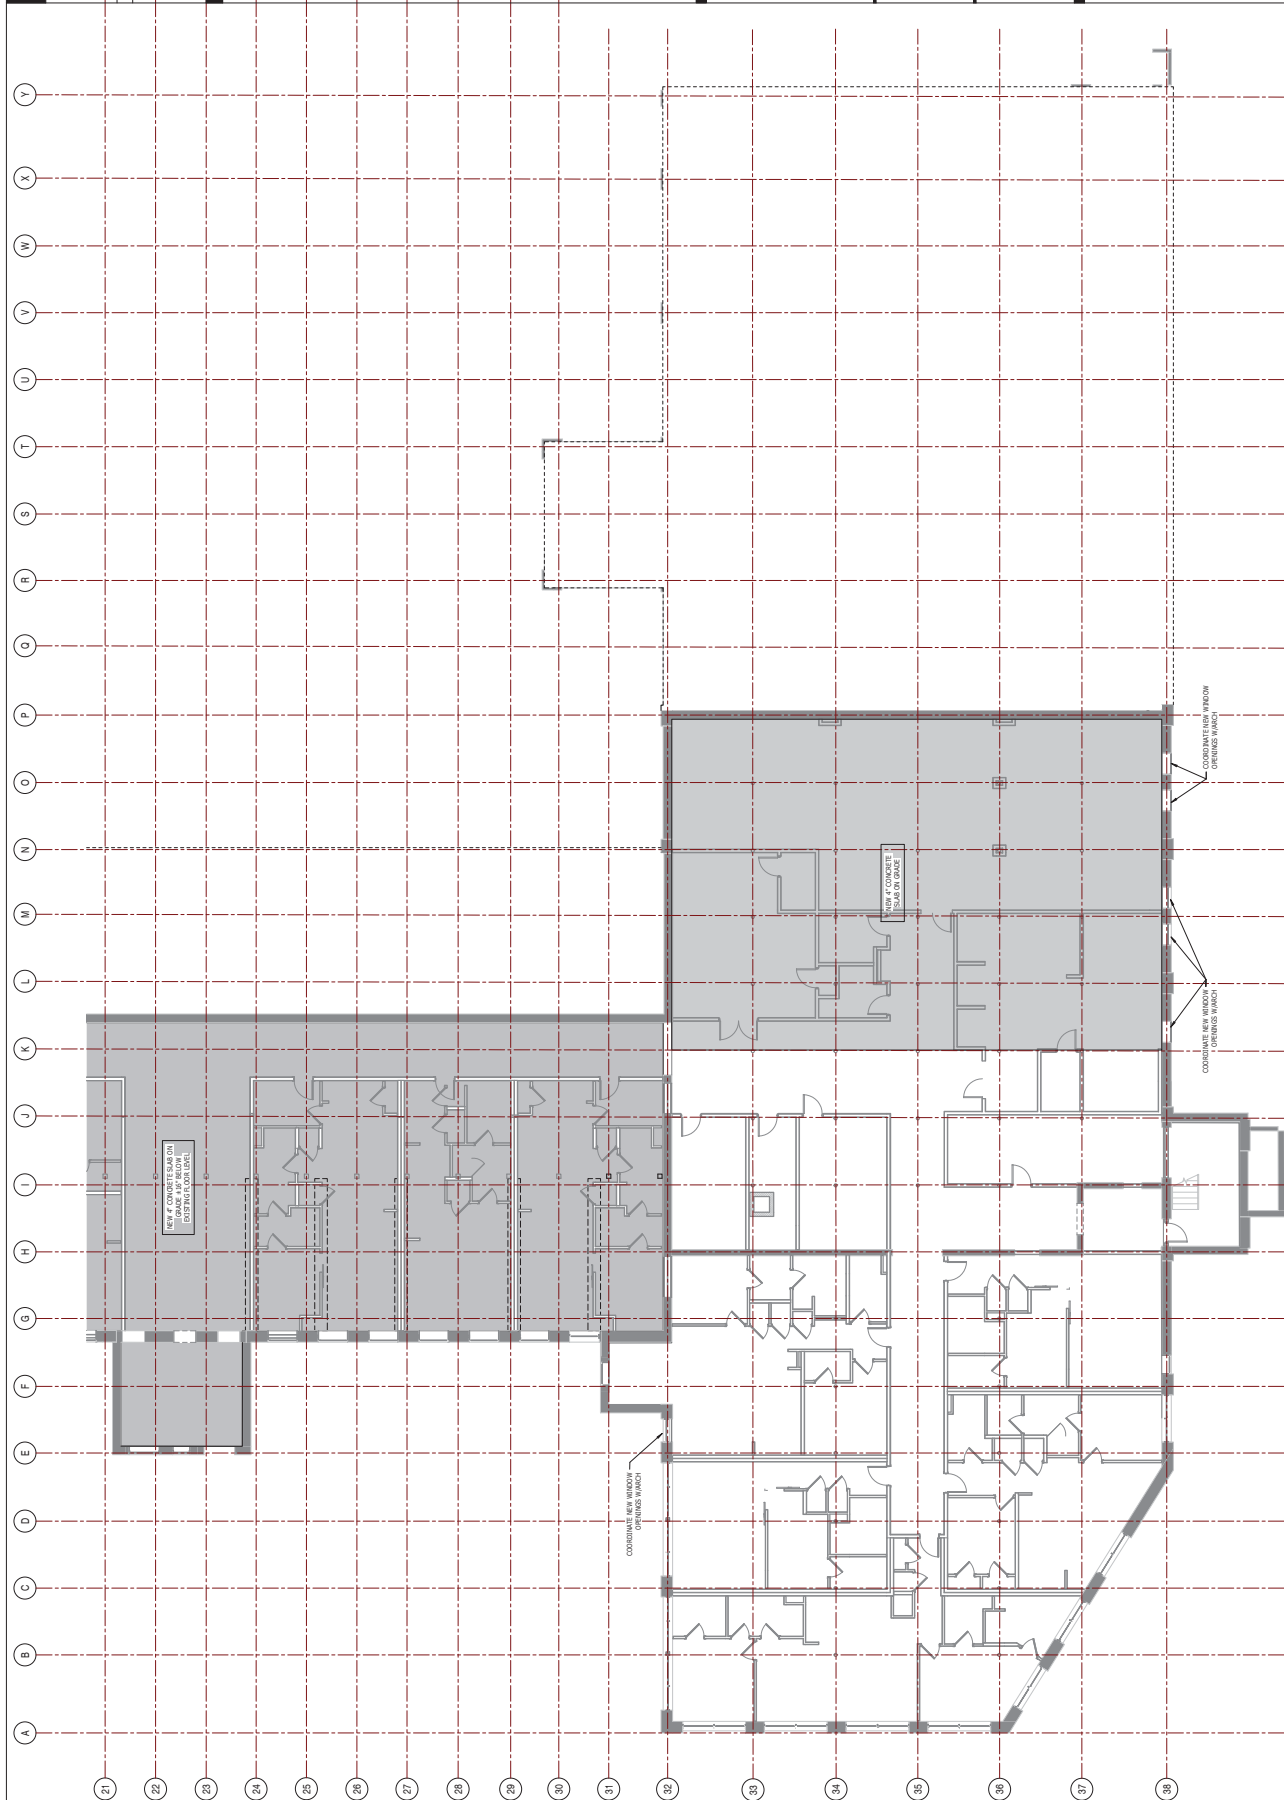 Y
X
W
V
U
T
S
R
Q
P
O
N
M
L
K
J
I
H
G
F
E
D
C
B
A
21
22
23
24
25
26
27
28
29
30
31
32
33
34
35
36
37
38
NEW 4" CONCRETE SLAB ON
GRADE ±16" BELOW
EXISTING FLOOR LEVEL
NEW 4" CONCRETE
SLAB ON GRADE
COORDINATE NEW WINDOW
OPENINGS W/ARCH
COORDINATE NEW WINDOW
OPENINGS W/ARCH
COORDINATE NEW WINDOW
OPENINGS W/ARCH